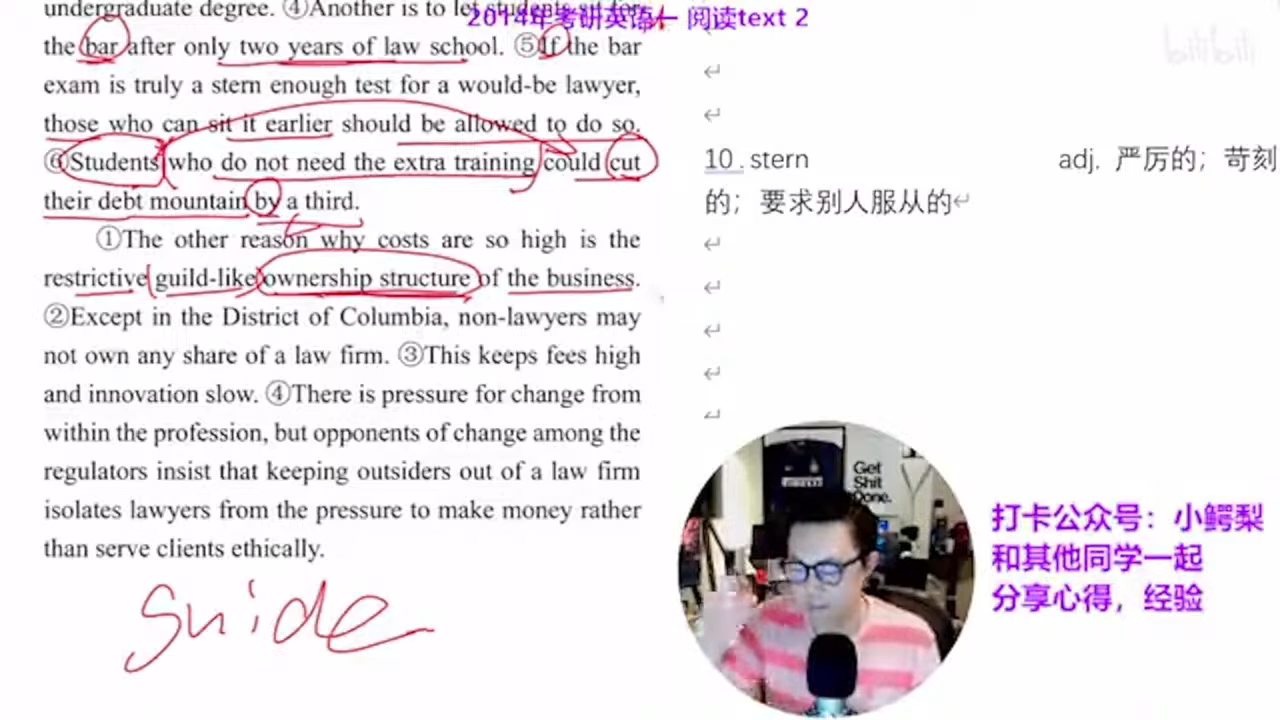 undergraduate degree. ④Another is to let students sit for
the bar after only two years of law school. ⑤If the bar
exam is truly a stern enough test for a would-be lawyer,
those who can sit it earlier should be allowed to do so.
⑥Students who do not need the extra training could cut
their debt mountain by a third.
①The other reason why costs are so high is the
restrictive guild-like ownership structure of the business.
②Except in the District of Columbia, non-lawyers may
not own any share of a law firm. ③This keeps fees high
and innovation slow. ④There is pressure for change from
within the profession, but opponents of change among the
regulators insist that keeping outsiders out of a law firm
isolates lawyers from the pressure to make money rather
than serve clients ethically.
guide
2014年考研英语一 阅读text 2
bilibili
10 . stern adj. 严厉的；苛刻
的；要求别人服从的
Get
Shit
Done.
打卡公众号：小鳄梨
和其他同学一起
分享心得，经验